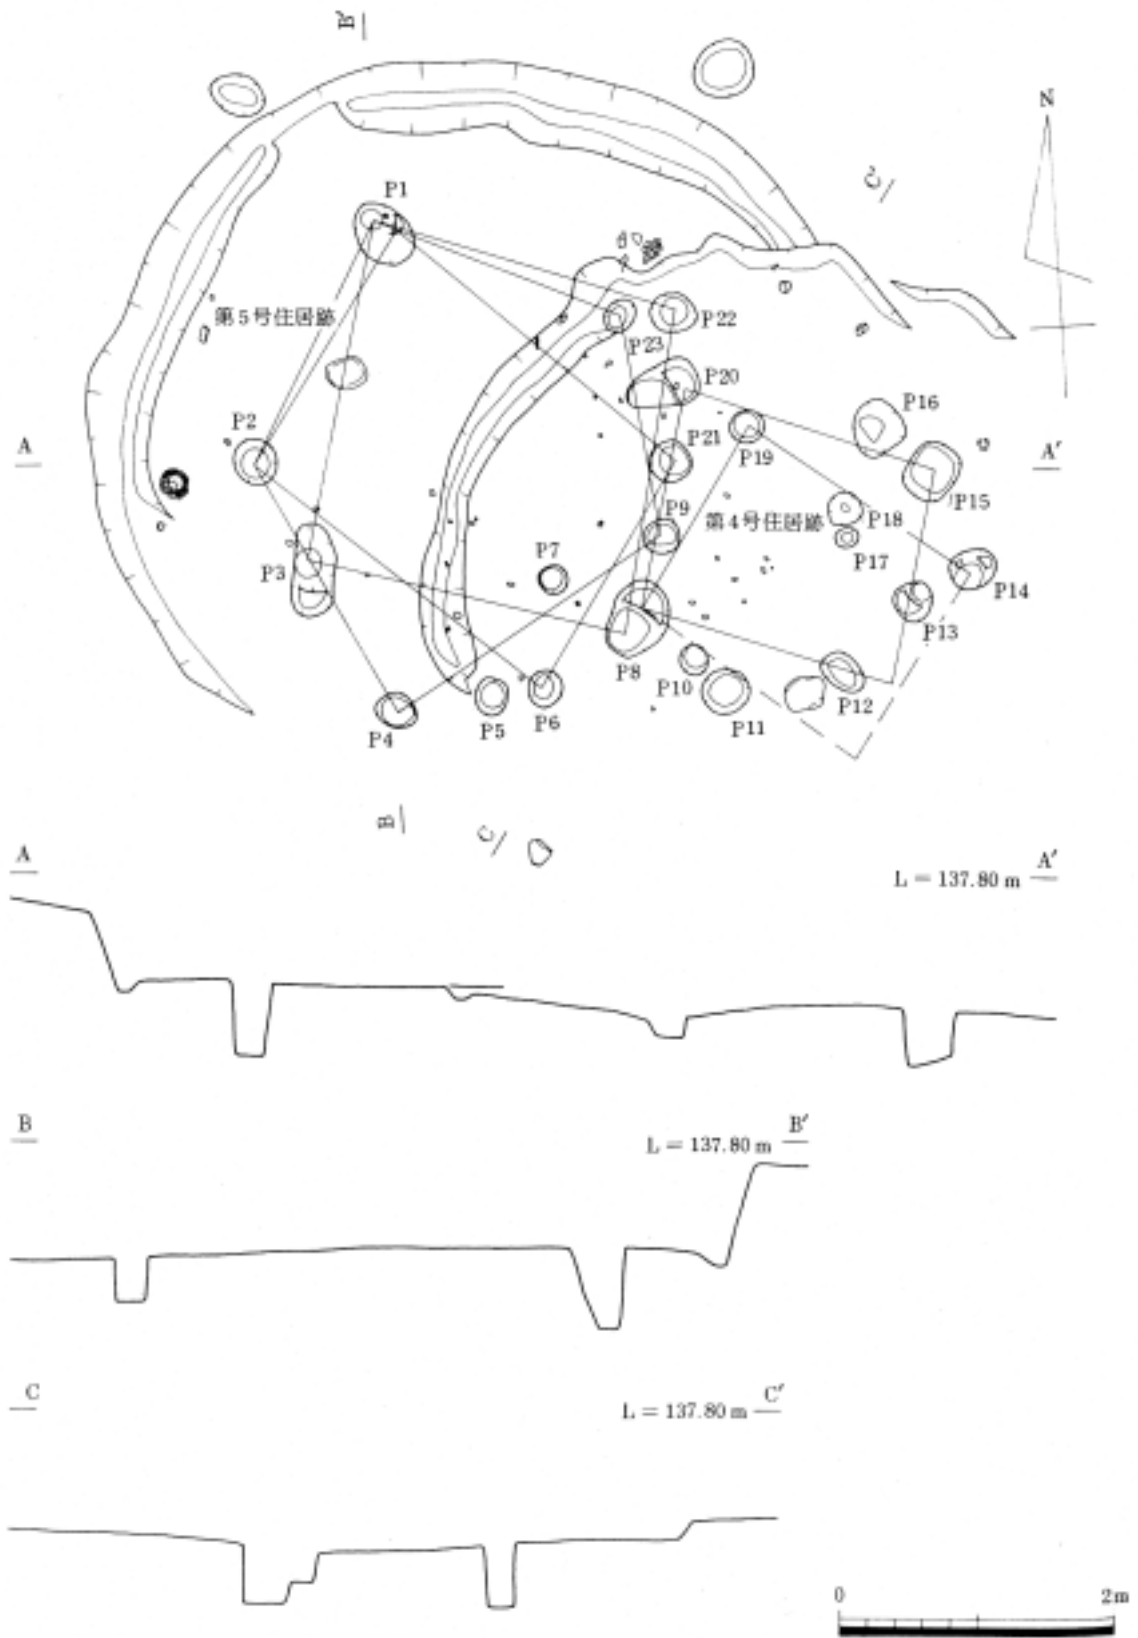 B′
N
C′
P1
第5号住居跡
P22
P23
P20
P16
P2
A
P21
P19
A′
P15
P9
第4号住居跡
P18
P7
P17
P3
P14
P13
P8
P10
P12
P4
P5
P6
P11
B
C
A
L = 137.80 m A′
B
L = 137.80 m B′
C
L = 137.80 m C′
0 2m